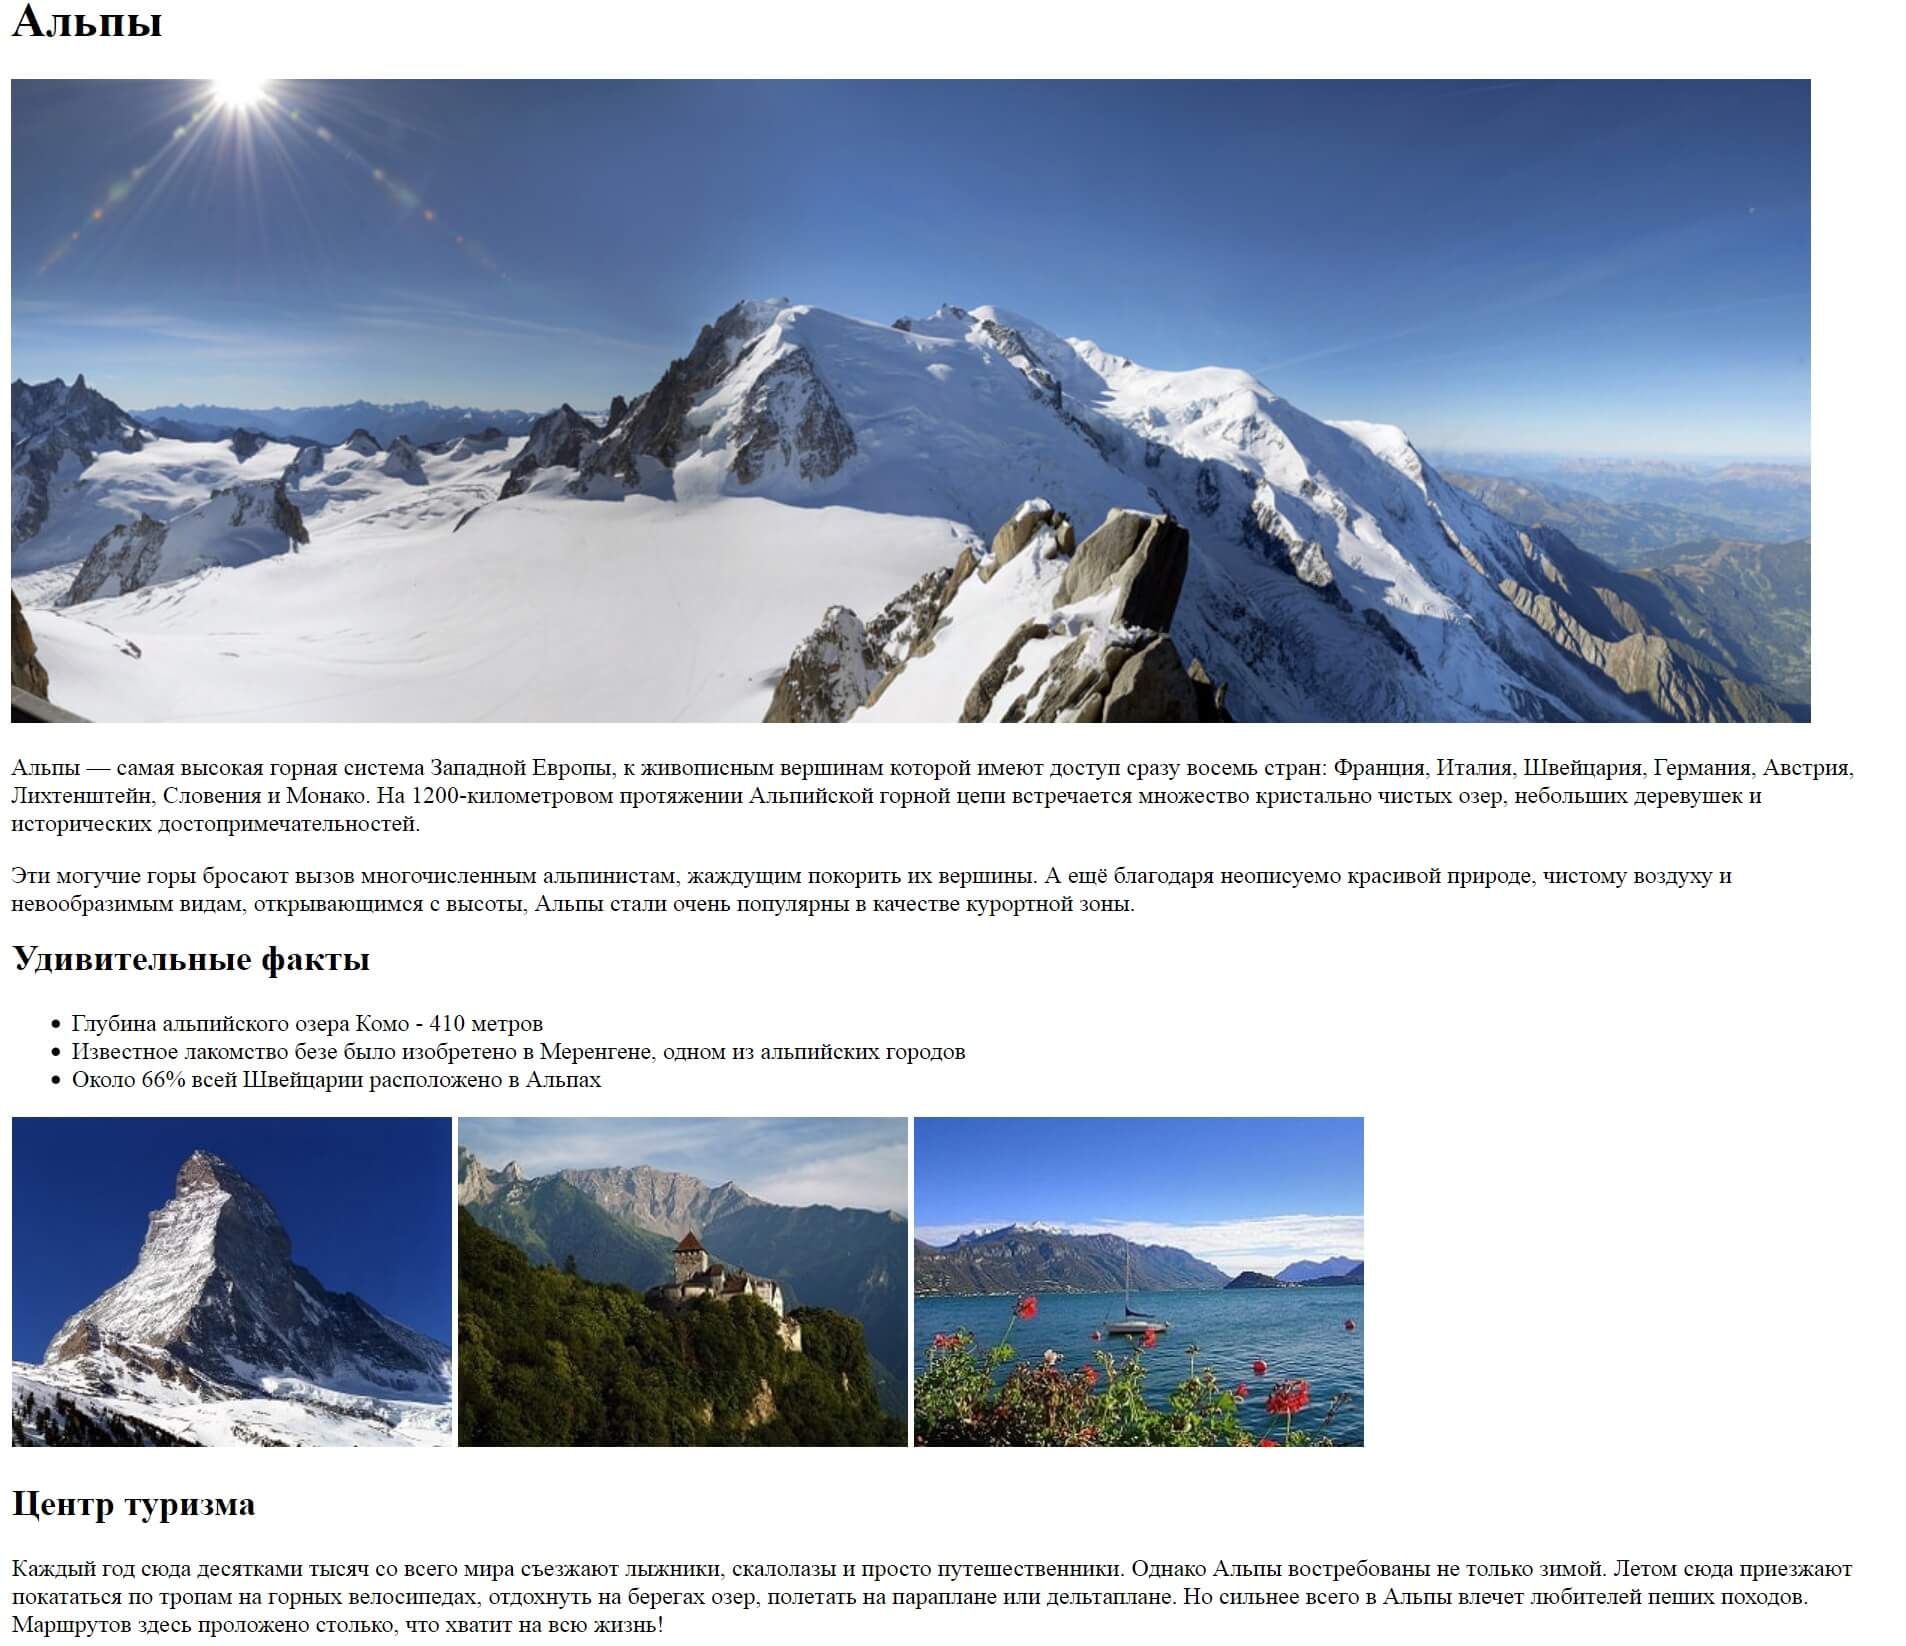 Альпы
Альпы — самая высокая горная система Западной Европы, к живописным вершинам которой имеют доступ сразу восемь стран: Франция, Италия, Швейцария, Германия, Австрия,
Лихтенштейн, Словения и Монако. На 1200-километровом протяжении Альпийской горной цепи встречается множество кристально чистых озер, небольших деревушек и
исторических достопримечательностей.
Эти могучие горы бросают вызов многочисленным альпинистам, жаждущим покорить их вершины. А ещё благодаря неописуемо красивой природе, чистому воздуху и
невообразимым видам, открывающимся с высоты, Альпы стали очень популярны в качестве курортной зоны.
Удивительные факты
• Глубина альпийского озера Комо - 410 метров
• Известное лакомство безе было изобретено в Меренгене, одном из альпийских городов
• Около 66% всей Швейцарии расположено в Альпах
Центр туризма
Каждый год сюда десятками тысяч со всего мира съезжают лыжники, скалолазы и просто путешественники. Однако Альпы востребованы не только зимой. Летом сюда приезжают
покататься по тропам на горных велосипедах, отдохнуть на берегах озер, полетать на параплане или дельтаплане. Но сильнее всего в Альпы влечет любителей пеших походов.
Маршрутов здесь проложено столько, что хватит на всю жизнь!